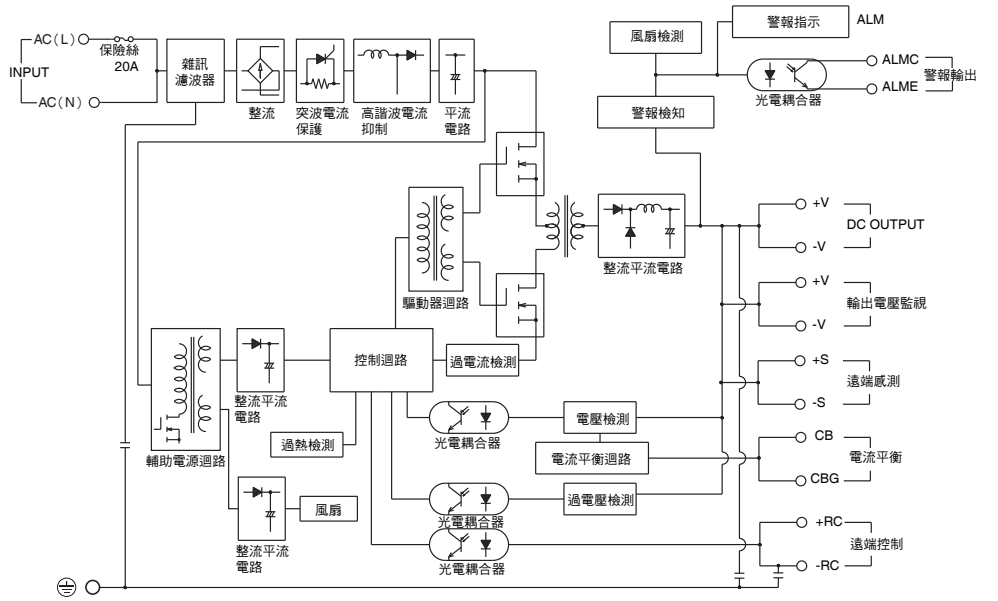 AC(L)
保險絲
20A
INPUT
AC(N)
雜訊
濾波器
整流
突波電流
保護
高諧波電流
抑制
平流
電路
風扇檢測
警報指示
ALM
ALMC
ALME
警報輸出
光電耦合器
警報檢知
驅動器迴路
整流平流電路
+V
-V
DC OUTPUT
+V
-V
輸出電壓監視
控制迴路
過電流檢測
+S
-S
遠端感測
整流平流
電路
過熱檢測
輔助電源迴路
光電耦合器
電壓檢測
電流平衡迴路
CB
CBG
電流平衡
光電耦合器
過電壓檢測
風扇
整流平流
電路
光電耦合器
+RC
-RC
遠端控制